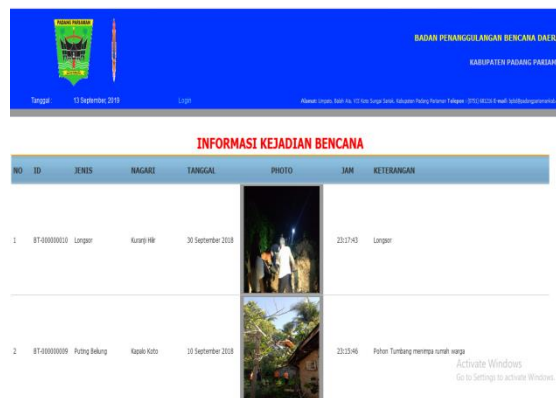 PADANG PARIAMAN
BADAN PENANGGULANGAN BENCANA DAER
KABUPATEN PADANG PARIAM
Tanggal : 13 September, 2019 Login
INFORMASI KEJADIAN BENCANA
NO ID JENIS NAGARI TANGGAL PHOTO JAM KETERANGAN
1 BT-000000010 Longsor Kuranji Hilir 30 September 2018 23:17:43 Longsor
2 BT-000000009 Puting Beliung Kapalo Koto 10 September 2018 23:15:46 Pohon Tumbang menimpa rumah warga
Activate Windows
Go to Settings to activate Windows.